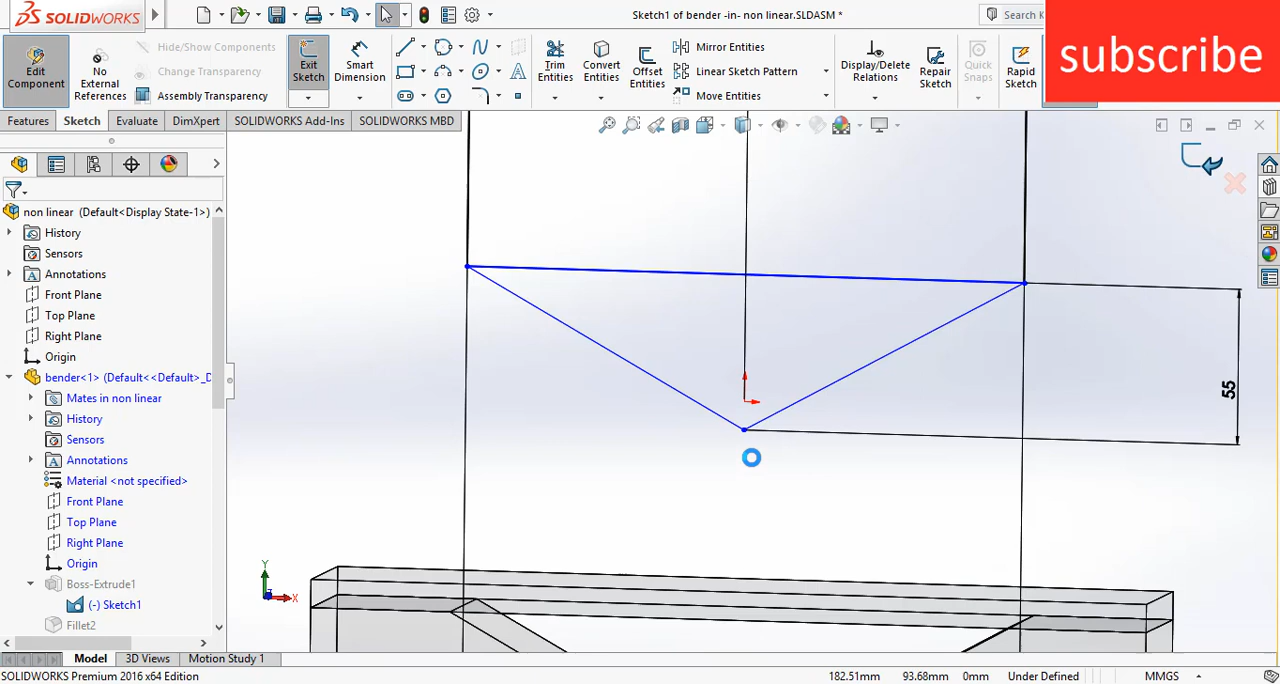 SOLIDWORKS
Sketch1 of bender -in- non linear.SLDASM *
Search K
subscribe
Edit Component
No External References
Hide/Show Components
Change Transparency
Assembly Transparency
Exit Sketch
Smart Dimension
Trim Entities
Convert Entities
Offset Entities
Mirror Entities
Linear Sketch Pattern
Move Entities
Display/Delete Relations
Repair Sketch
Quick Snaps
Rapid Sketch
Features
Sketch
Evaluate
DimXpert
SOLIDWORKS Add-Ins
SOLIDWORKS MBD
non linear (Default<Display State-1>)
History
Sensors
Annotations
Front Plane
Top Plane
Right Plane
Origin
bender<1> (Default<<Default>_D
Mates in non linear
History
Sensors
Annotations
Material <not specified>
Front Plane
Top Plane
Right Plane
Origin
Boss-Extrude1
(-) Sketch1
Fillet2
55
Y
X
Model
3D Views
Motion Study 1
SOLIDWORKS Premium 2016 x64 Edition
182.51mm
93.68mm
0mm
Under Defined
MMGS